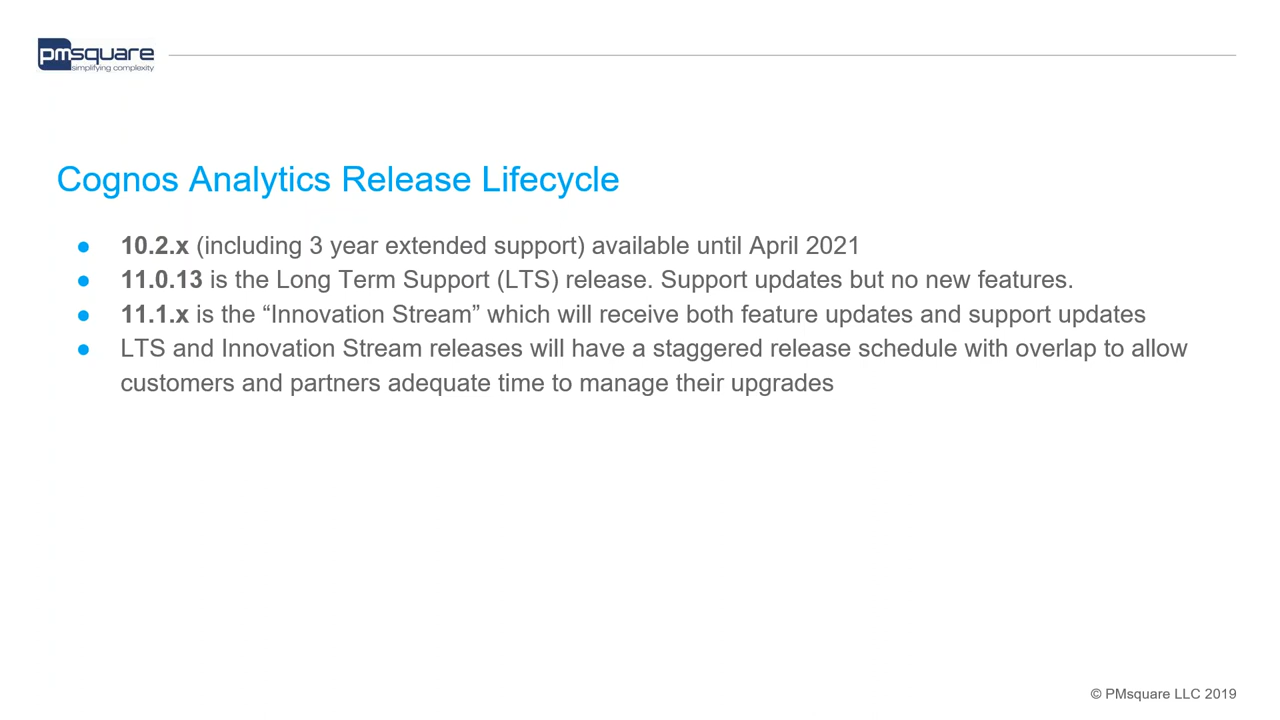 pmsquare
simplifying complexity
Cognos Analytics Release Lifecycle
● 10.2.x (including 3 year extended support) available until April 2021
● 11.0.13 is the Long Term Support (LTS) release. Support updates but no new features.
● 11.1.x is the “Innovation Stream” which will receive both feature updates and support updates
● LTS and Innovation Stream releases will have a staggered release schedule with overlap to allow
customers and partners adequate time to manage their upgrades
© PMsquare LLC 2019